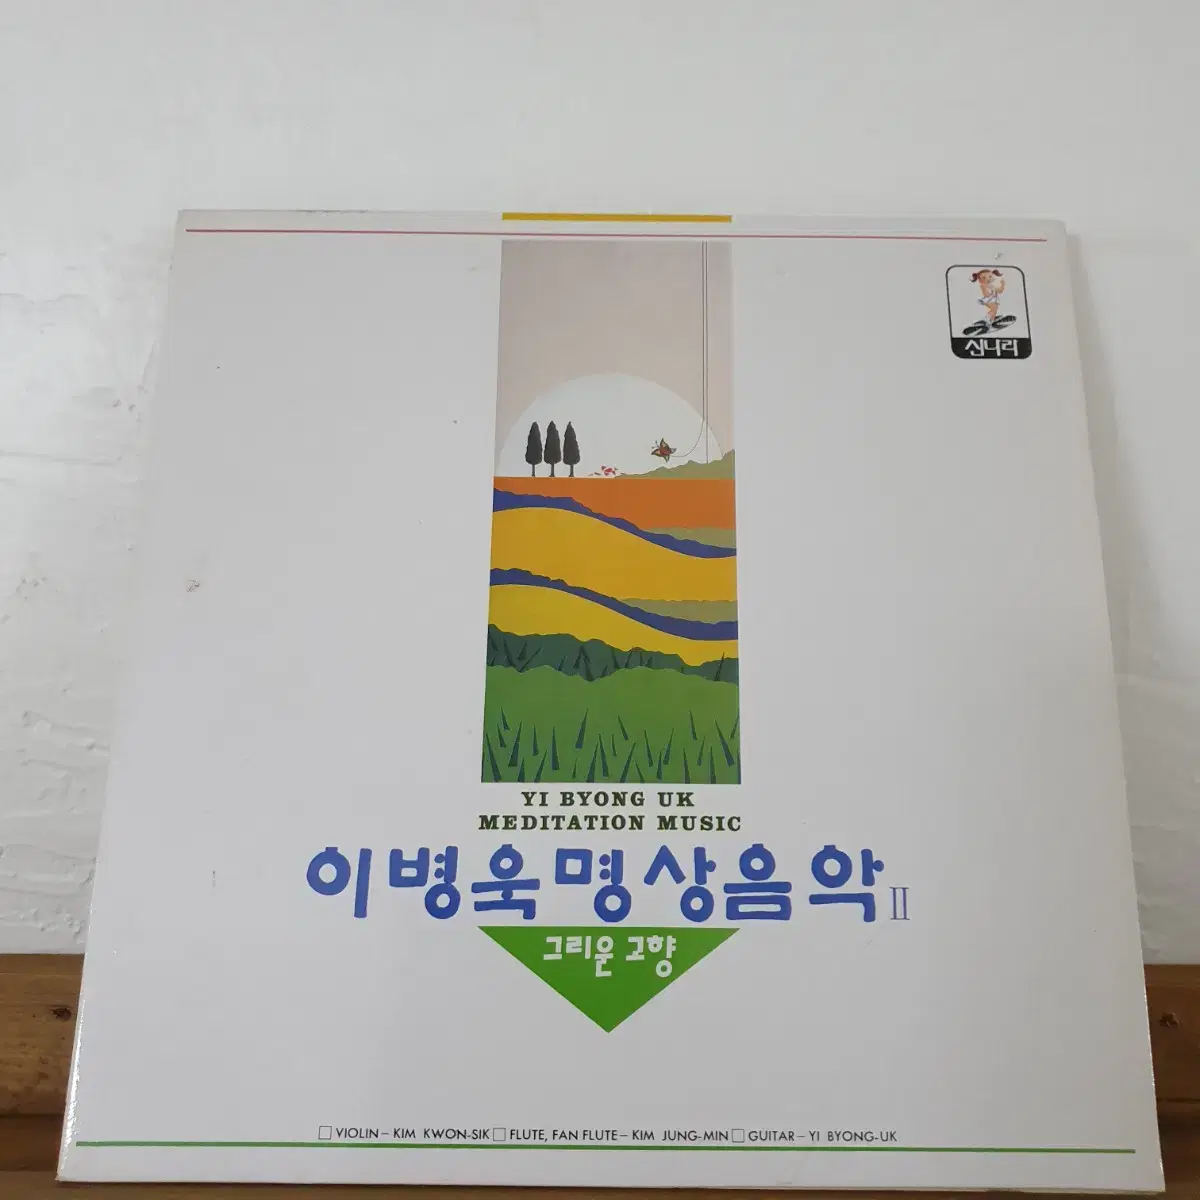 신나라
YI BYONG UK
MEDITATION MUSIC
이병욱명상음악 II
그리운 고향
□ VIOLIN – KIM KWON-SIK □ FLUTE, FAN FLUTE – KIM JUNG-MIN □ GUITAR – YI BYONG-UK